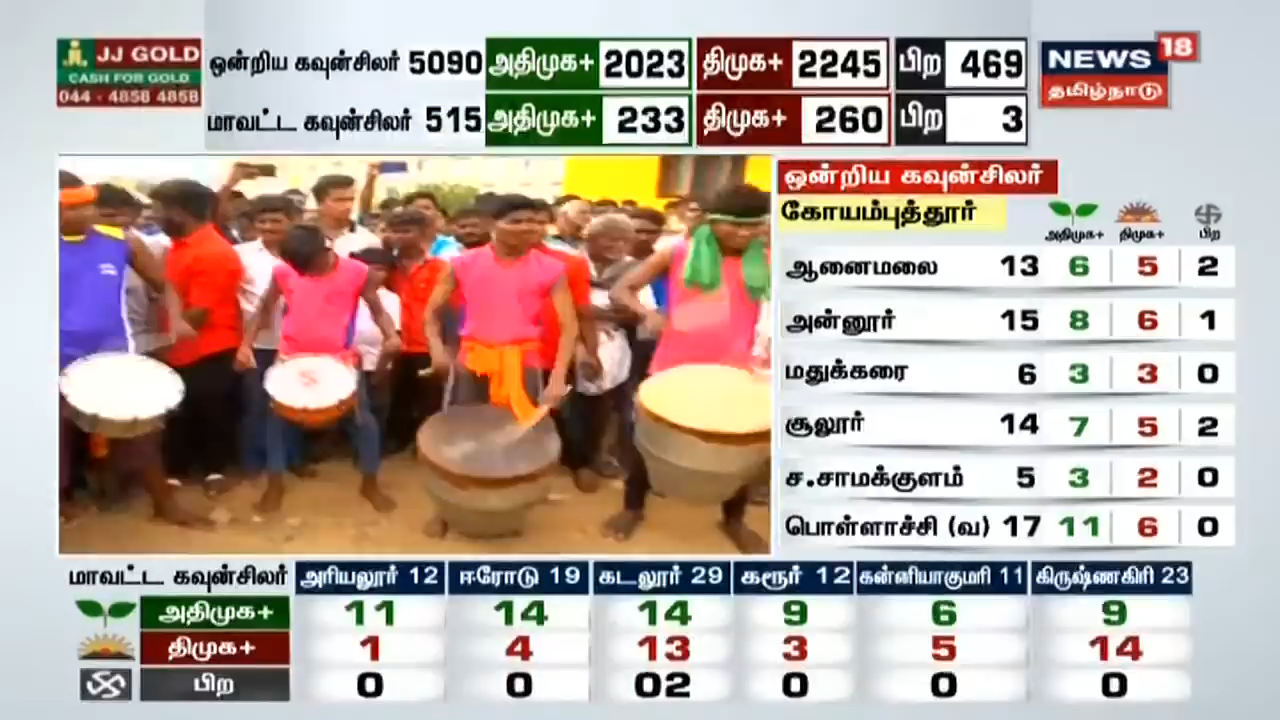 JJ GOLD
CASH FOR GOLD
044 - 4858 4858
ஒன்றிய கவுன்சிலர் 5090 அதிமுக+ 2023 திமுக+ 2245 பிற 469
மாவட்ட கவுன்சிலர் 515 அதிமுக+ 233 திமுக+ 260 பிற 3
NEWS 18
தமிழ்நாடு
ஒன்றிய கவுன்சிலர்
கோயம்புத்தூர்
அதிமுக+ திமுக+ பிற
ஆனைமலை 13 6 5 2
அன்னூர் 15 8 6 1
மதுக்கரை 6 3 3 0
சூலூர் 14 7 5 2
ச.சாமக்குளம் 5 3 2 0
பொள்ளாச்சி (வ) 17 11 6 0
மாவட்ட கவுன்சிலர் அரியலூர் 12 ஈரோடு 19 கடலூர் 29 கரூர் 12 கன்னியாகுமரி 11 கிருஷ்ணகிரி 23
அதிமுக+ 11 14 14 9 6 9
திமுக+ 1 4 13 3 5 14
பிற 0 0 02 0 0 0